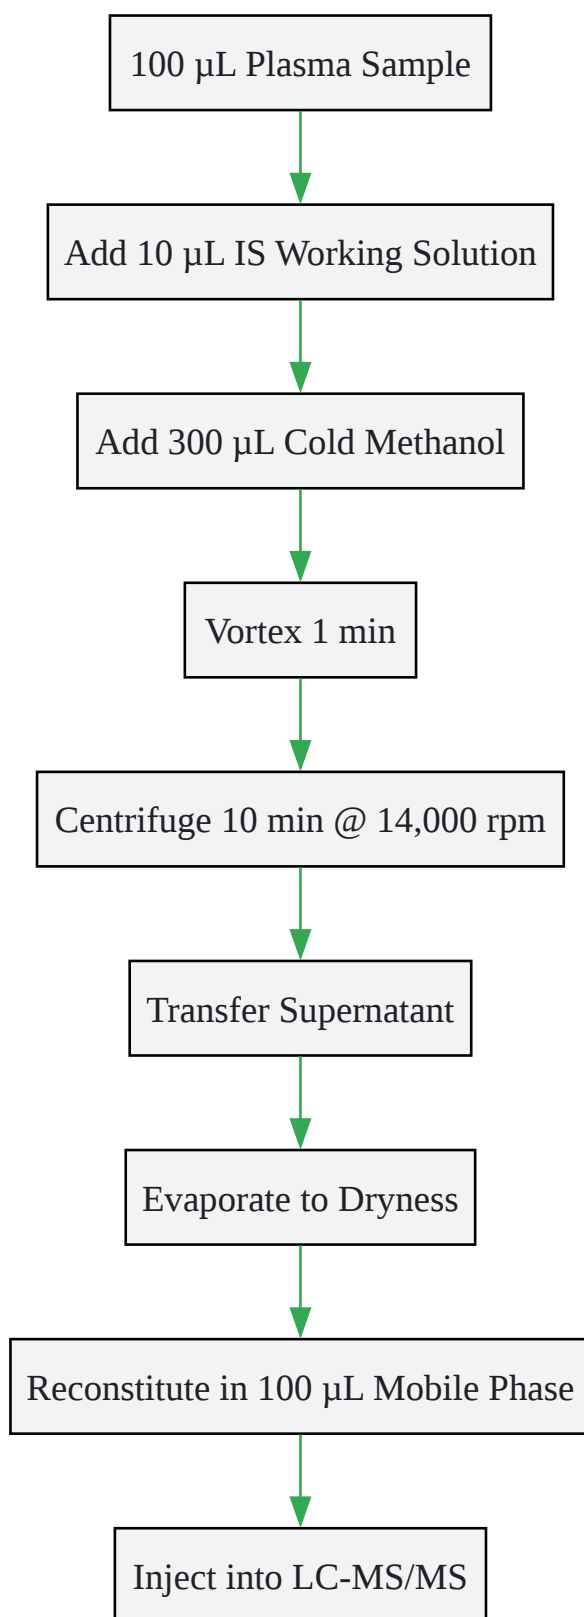 100 µL Plasma Sample
Add 10 µL IS Working Solution
Add 300 µL Cold Methanol
Vortex 1 min
Centrifuge 10 min @ 14,000 rpm
Transfer Supernatant
Evaporate to Dryness
Reconstitute in 100 µL Mobile Phase
Inject into LC-MS/MS